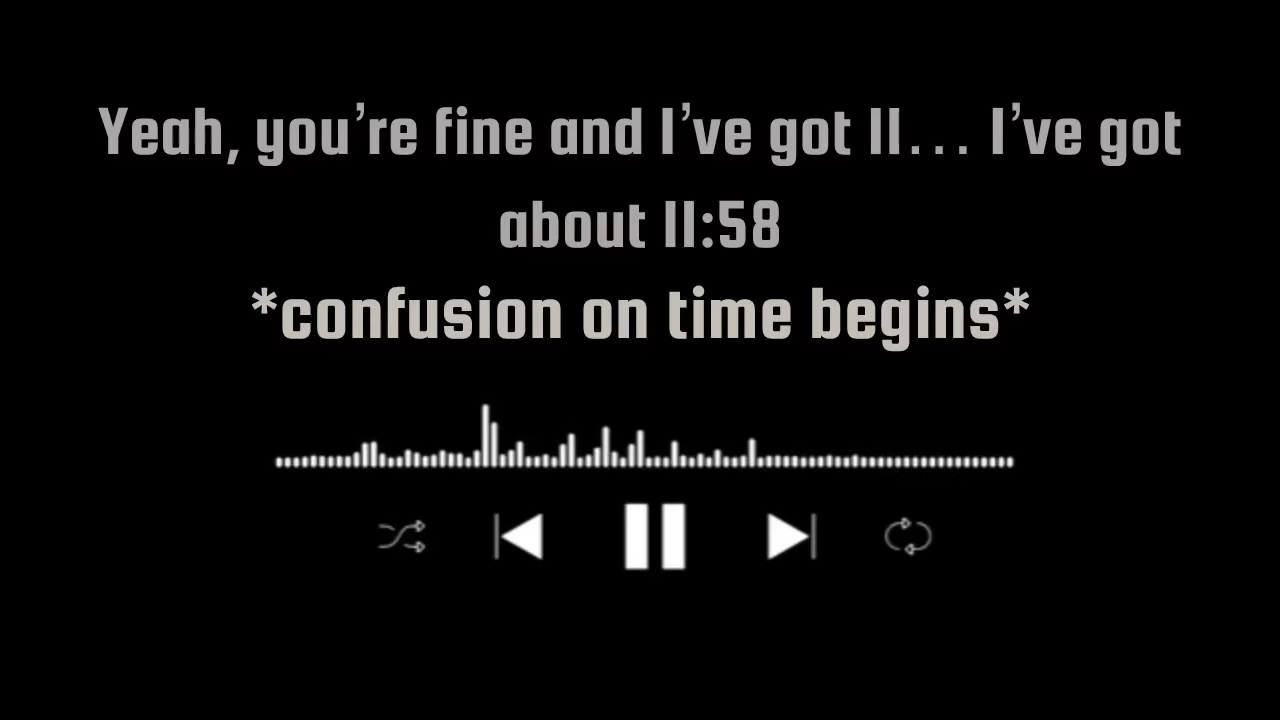 Yeah, you’re fine and I’ve got 11... I’ve got
about 11:58
*confusion on time begins*